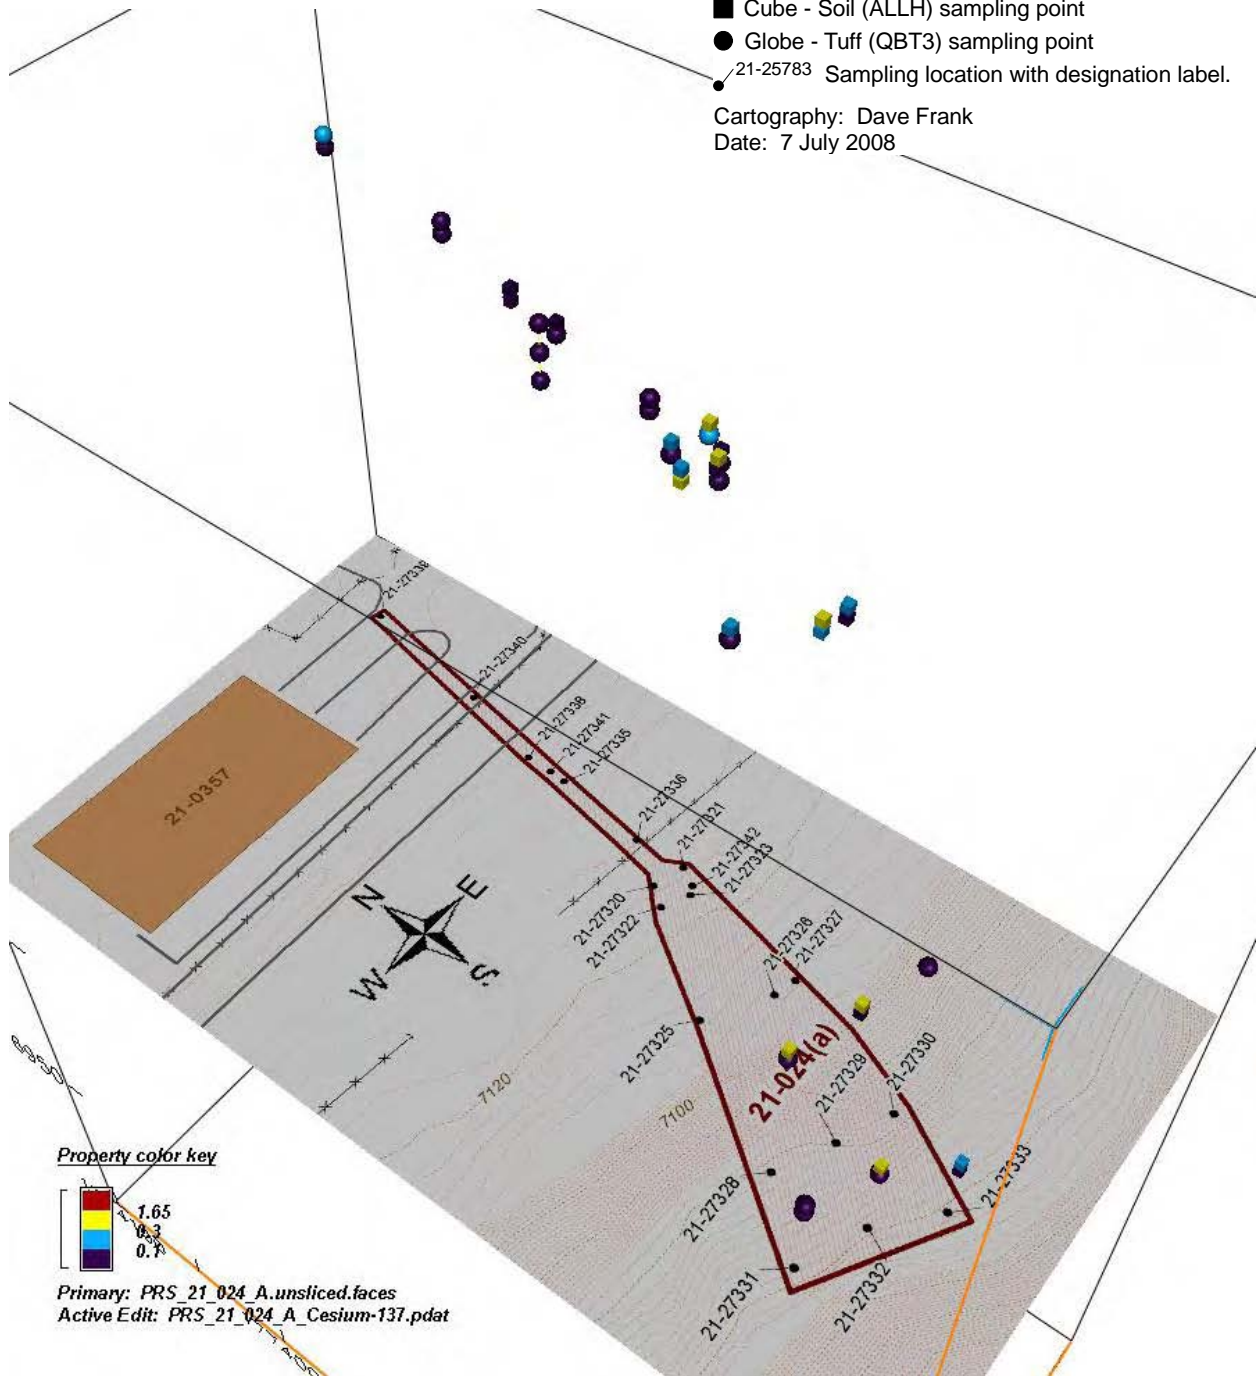 Cube - Soil (ALLH) sampling point
Globe - Tuff (QBT3) sampling point
21-25783 Sampling location with designation label.
Cartography: Dave Frank
Date: 7 July 2008
21-27339
21-27340
21-27338
21-27341
21-27335
21-0357
21-27336
21-27321
21-27342
21-27323
N
E
W
S
21-27320
21-27322
21-27326
21-27327
21-27325
21-024(a)
21-27329
21-27330
7120
7100
21-27328
21-27333
21-27331
21-27332
Property color key
1.65
0.3
0.1
Primary: PRS_21_024_A.unsliced.faces
Active Edit: PRS_21_024_A_Cesium-137.pdat